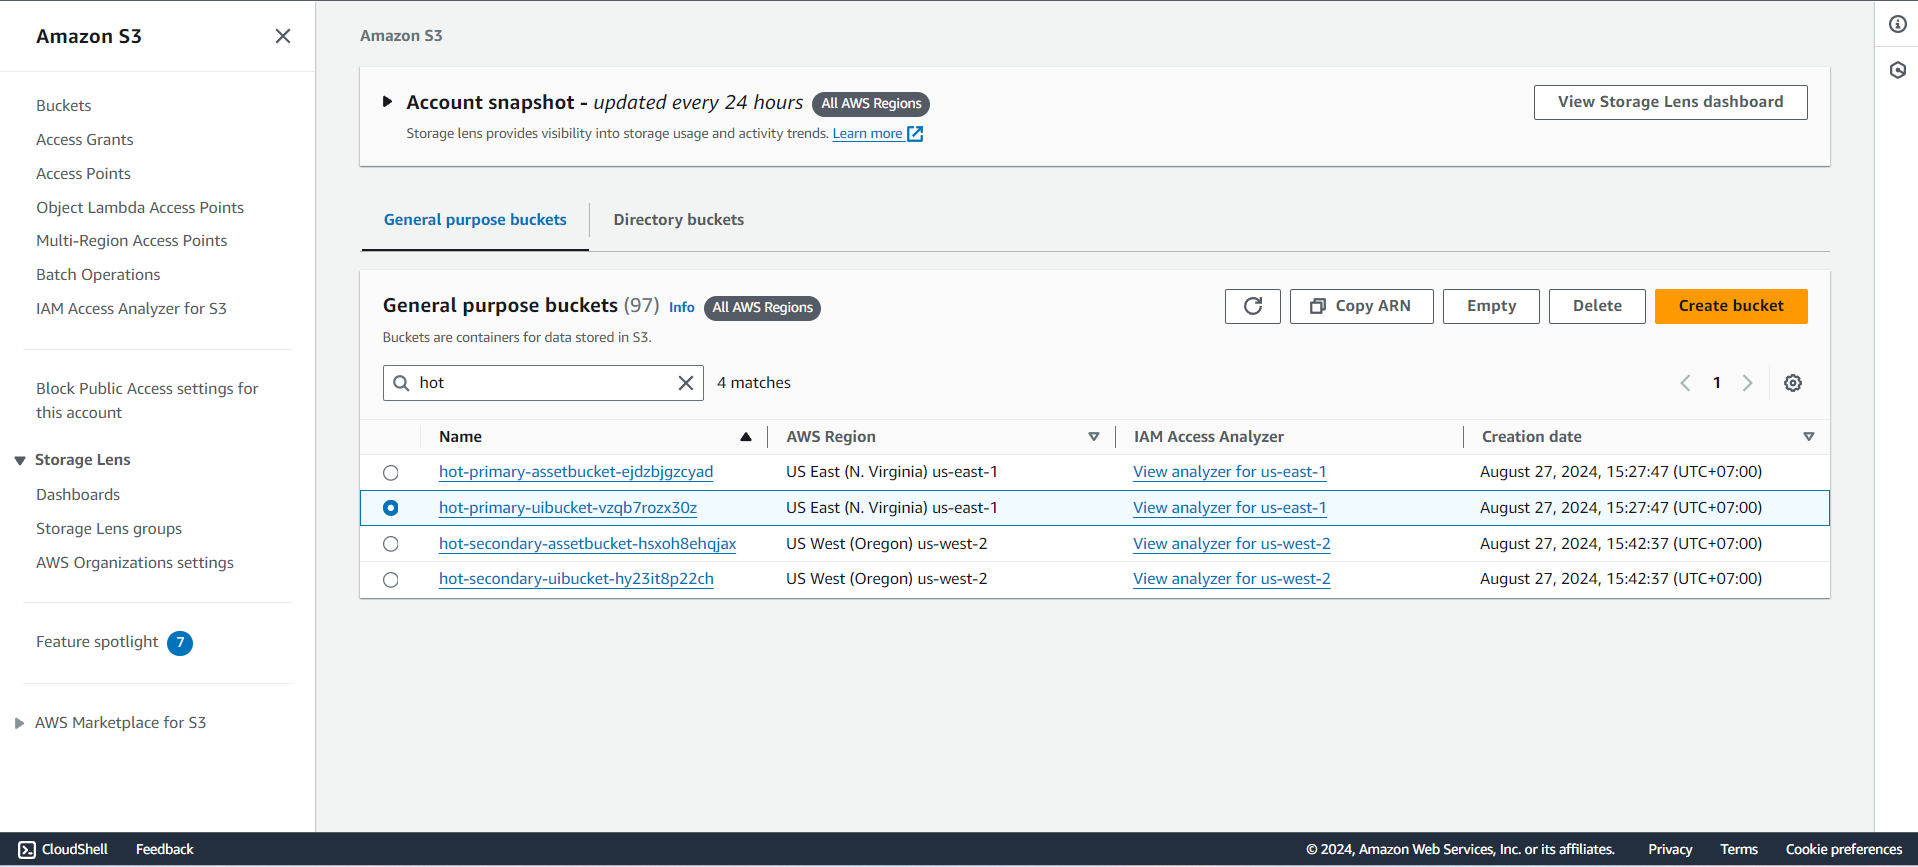 Amazon S3
Buckets
Access Grants
Access Points
Object Lambda Access Points
Multi-Region Access Points
Batch Operations
IAM Access Analyzer for S3
Block Public Access settings for
this account
Storage Lens
Dashboards
Storage Lens groups
AWS Organizations settings
Feature spotlight 7
AWS Marketplace for S3
Amazon S3
Account snapshot - updated every 24 hours All AWS Regions
Storage lens provides visibility into storage usage and activity trends. Learn more
View Storage Lens dashboard
General purpose buckets Directory buckets
General purpose buckets (97) Info All AWS Regions
Buckets are containers for data stored in S3.
Copy ARN Empty Delete Create bucket
hot 4 matches 1
Name AWS Region IAM Access Analyzer Creation date
hot-primary-assetbucket-ejdzbjgzcyad US East (N. Virginia) us-east-1 View analyzer for us-east-1 August 27, 2024, 15:27:47 (UTC+07:00)
hot-primary-uibucket-vzqb7rozx30z US East (N. Virginia) us-east-1 View analyzer for us-east-1 August 27, 2024, 15:27:47 (UTC+07:00)
hot-secondary-assetbucket-hsxoh8ehqjax US West (Oregon) us-west-2 View analyzer for us-west-2 August 27, 2024, 15:42:37 (UTC+07:00)
hot-secondary-uibucket-hy23it8p22ch US West (Oregon) us-west-2 View analyzer for us-west-2 August 27, 2024, 15:42:37 (UTC+07:00)
CloudShell Feedback © 2024, Amazon Web Services, Inc. or its affiliates. Privacy Terms Cookie preferences